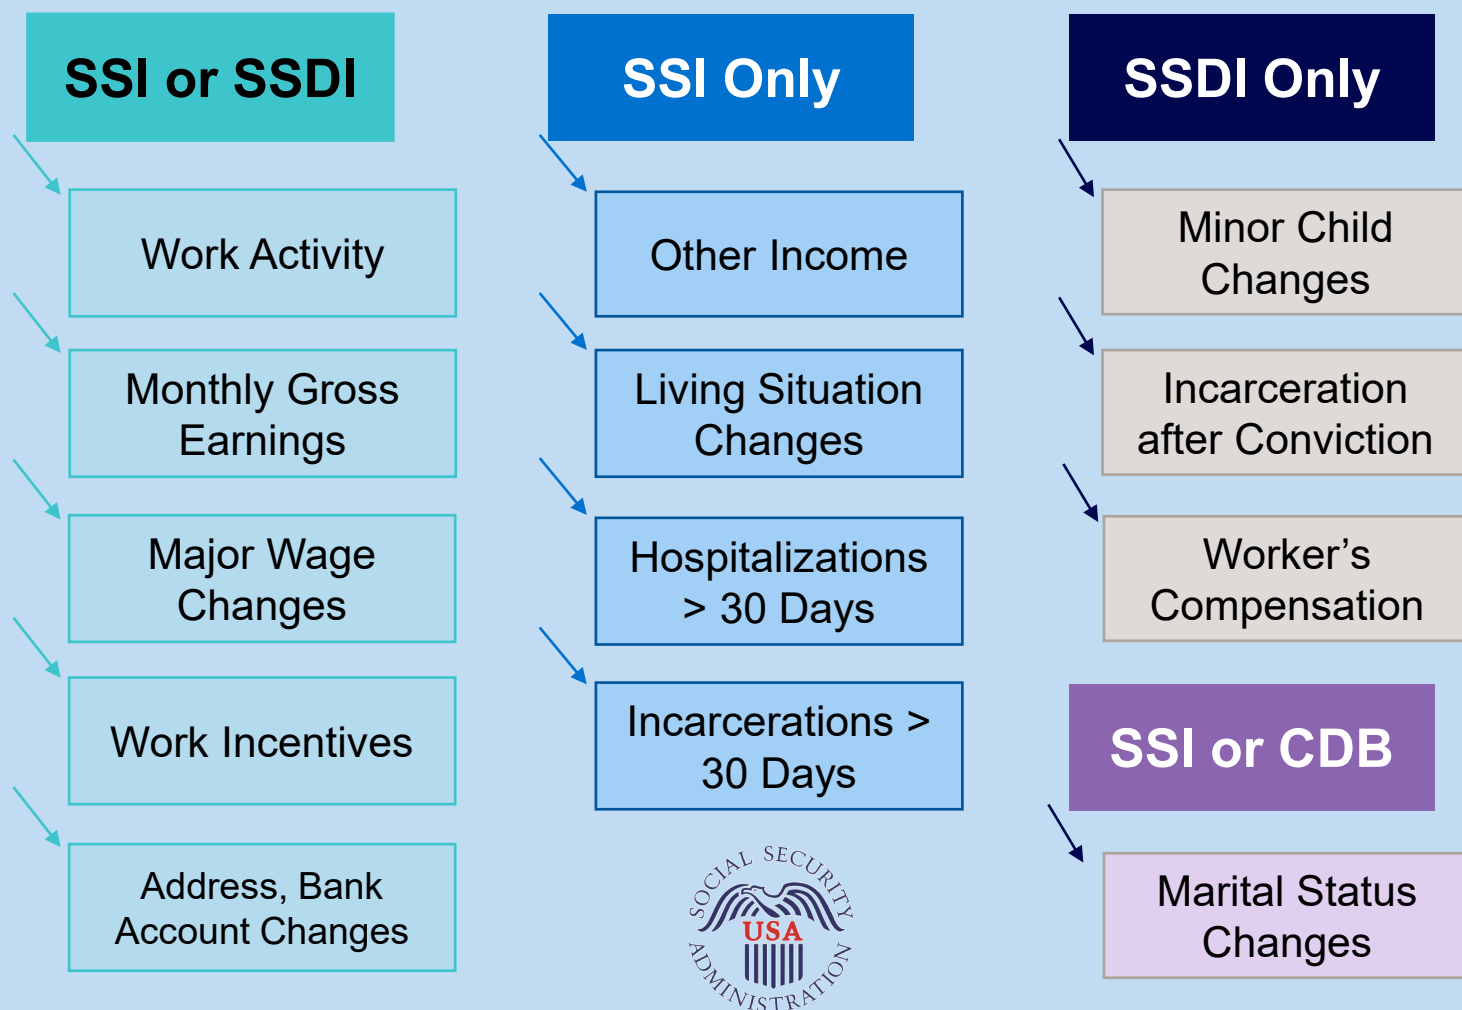 SSI or SSDI
Work Activity
Monthly Gross
Earnings
Major Wage
Changes
Work Incentives
Address, Bank
Account Changes
SSI Only
Other Income
Living Situation
Changes
Hospitalizations
> 30 Days
Incarcerations >
30 Days
SOCIAL SECURITY
USA
ADMINISTRATION
SSDI Only
Minor Child
Changes
Incarceration
after Conviction
Worker’s
Compensation
SSI or CDB
Marital Status
Changes